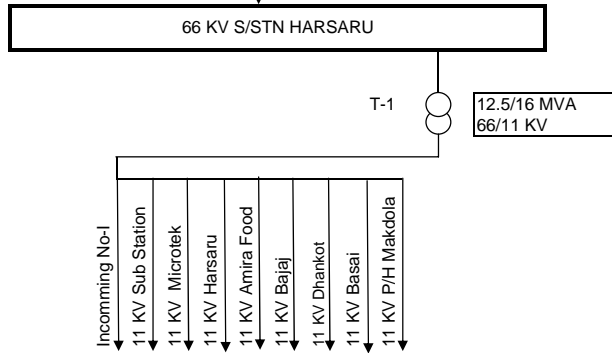 66 KV S/STN HARSARU
T-1
12.5/16 MVA
66/11 KV
Incomming No-I
11 KV Sub Station
11 KV Microtek
11 KV Harsaru
11 KV Amira Food
11 KV Bajaj
11 KV Dhankot
11 KV Basai
11 KV P/H Makdola